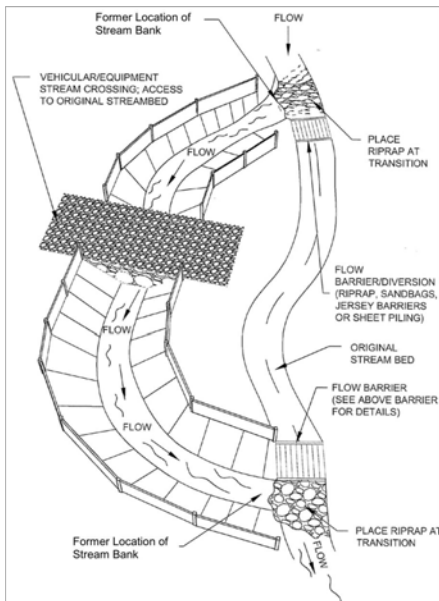 Former Location of
Stream Bank
FLOW
VEHICULAR/EQUIPMENT
STREAM CROSSING; ACCESS
TO ORIGINAL STREAMBED
PLACE
RIPRAP AT
TRANSITION
FLOW
FLOW
BARRIER/DIVERSION
(RIPRAP, SANDBAGS,
JERSEY BARRIERS
OR SHEET PILING)
FLOW
ORIGINAL
STREAM BED
FLOW BARRIER
(SEE ABOVE BARRIER
FOR DETAILS)
FLOW
FLOW
PLACE RIPRAP AT
TRANSITION
Former Location of
Stream Bank
FLOW